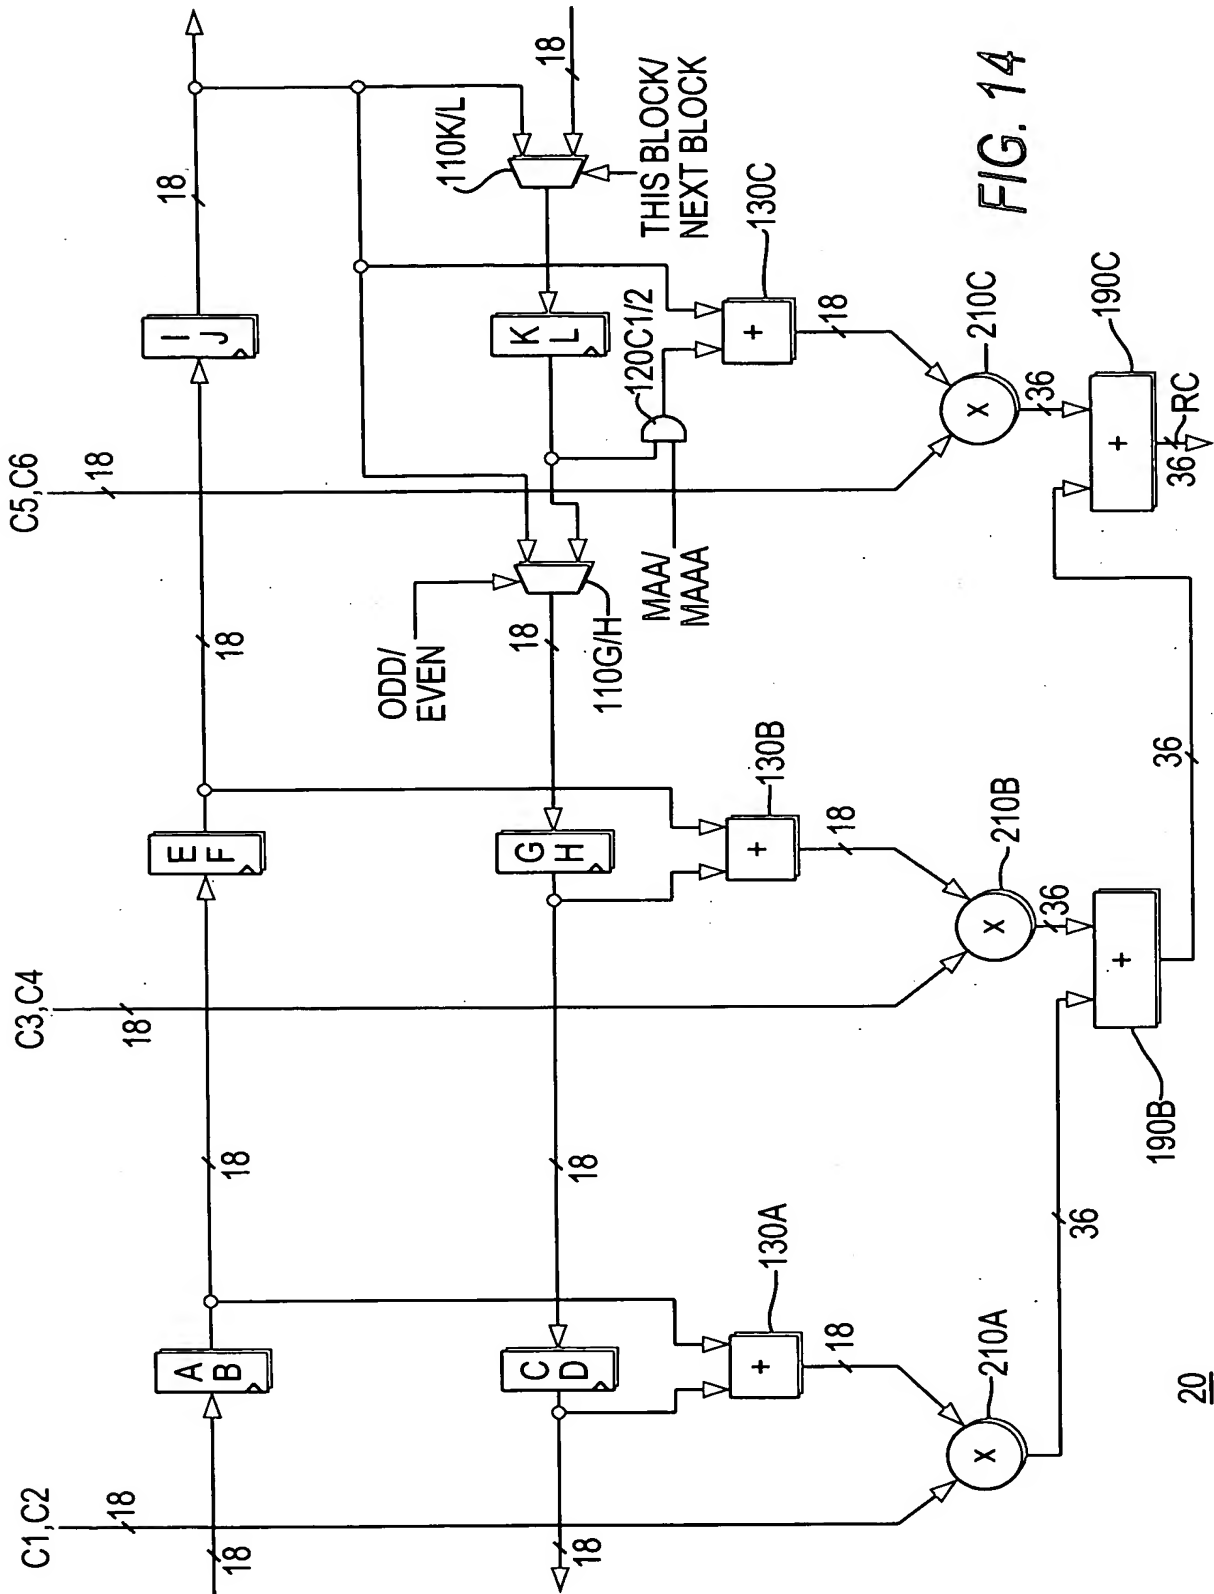 C1,C2
18
18
A
B
18
C3,C4
18
E
F
18
C5,C6
18
I
J
18
C
D
18
18
G
H
18
ODD/
EVEN
110G/H
K
L
110K/L
18
THIS BLOCK/
NEXT BLOCK
MAA/
MAAA
120C1/2
+
130A
18
+
130B
18
+
130C
18
X
210A
36
X
210B
36
X
210C
36
+
190B
36
+
190C
36
RC
20
FIG. 14